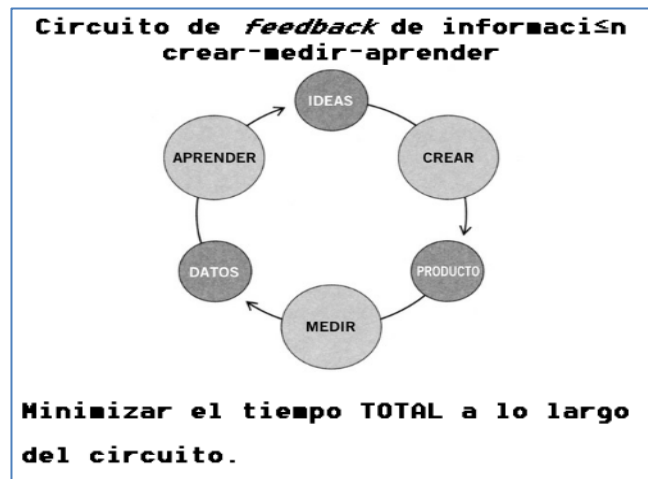 Circuito de feedback de informaci≤n
crear-medir-aprender
IDEAS
CREAR
PRODUCTO
MEDIR
DATOS
APRENDER
Minimizar el tiempo TOTAL a lo largo
del circuito.